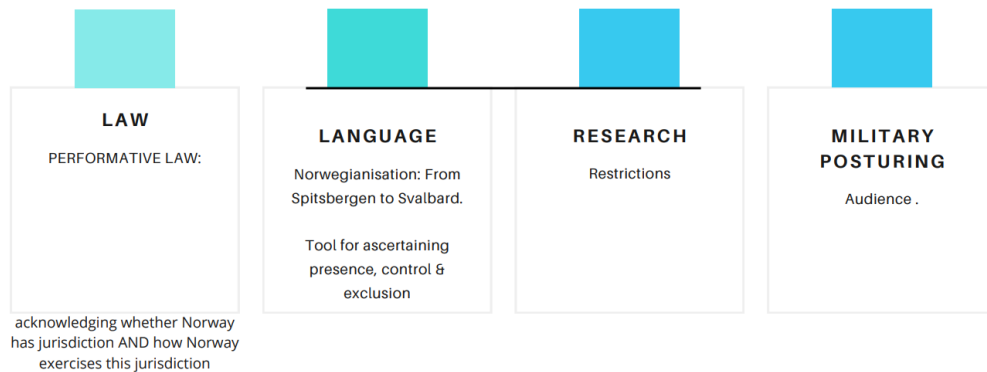 LAW
PERFORMATIVE LAW:
acknowledging whether Norway
has jurisdiction AND how Norway
exercises this jurisdiction
LANGUAGE
Norwegianisation: From
Spitsbergen to Svalbard.
Tool for ascertaining
presence, control &
exclusion
RESEARCH
Restrictions
MILITARY
POSTURING
Audience .